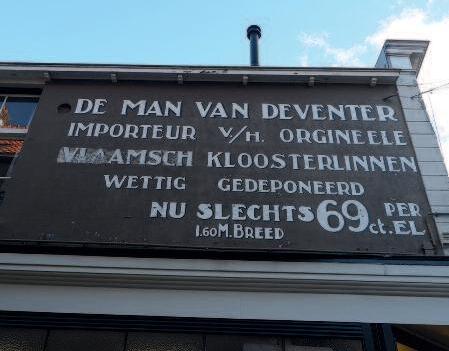 DE MAN VAN DEVENTER
IMPORTEUR V/H. ORGINEELE
VLAAMSCH KLOOSTERLINNEN
WETTIG GEDEPONEERD
NU SLECHTS 69 PER ct. EL
1.60 M. BREED